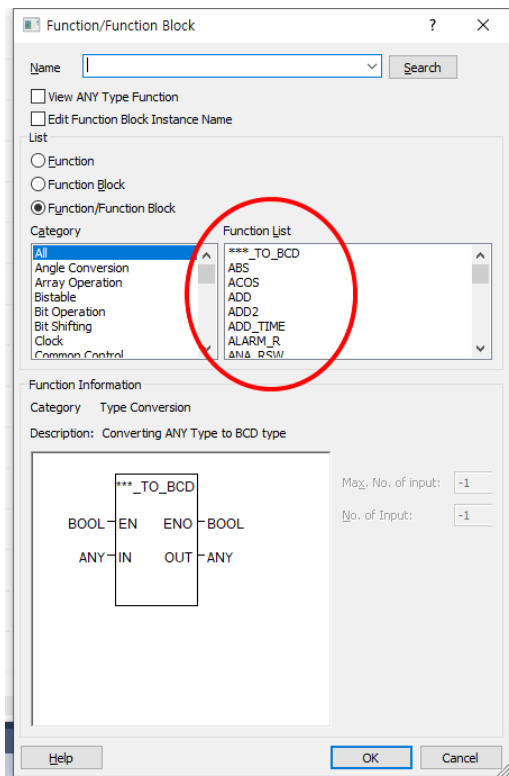 Function/Function Block
Name
Search
View ANY Type Function
Edit Function Block Instance Name
List
Function
Function Block
Function/Function Block
Category
Function List
All
Angle Conversion
Array Operation
Bistable
Bit Operation
Bit Shifting
Clock
Common Control
***_TO_BCD
ABS
ACOS
ADD
ADD2
ADD_TIME
ALARM_R
ANA_RSW
Function Information
Category Type Conversion
Description: Converting ANY Type to BCD type
***_TO_BCD
BOOL EN ENO BOOL
ANY IN OUT ANY
Max. No. of input: -1
No. of Input: -1
Help
OK
Cancel